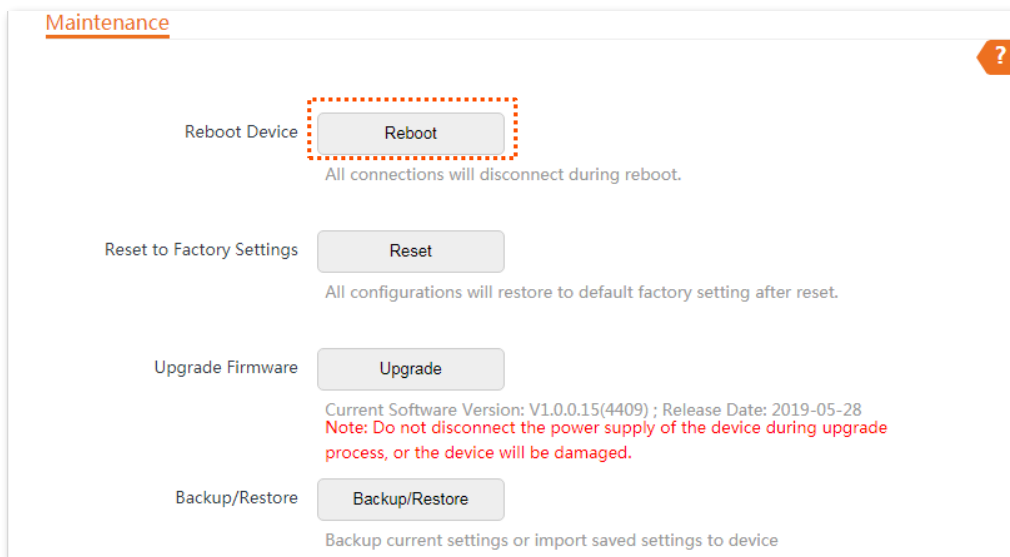 Maintenance
?
Reboot Device
Reboot
All connections will disconnect during reboot.
Reset to Factory Settings
Reset
All configurations will restore to default factory setting after reset.
Upgrade Firmware
Upgrade
Current Software Version: V1.0.0.15(4409) ; Release Date: 2019-05-28
Note: Do not disconnect the power supply of the device during upgrade
process, or the device will be damaged.
Backup/Restore
Backup/Restore
Backup current settings or import saved settings to device